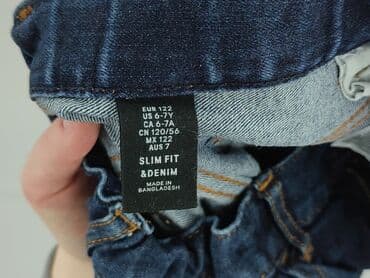 EUR 122
US 6-7Y
CA 6-7A
CN 120/56
MX 122
AUS 7
SLIM FIT
&DENIM
MADE IN
BANGLADESH